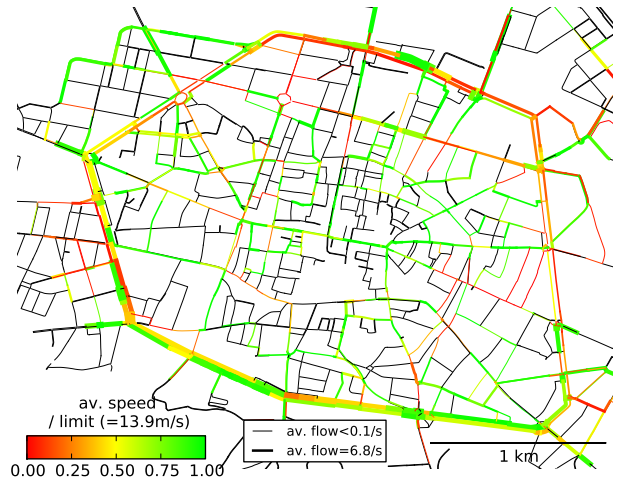 av. speed
/ limit (=13.9m/s)
0.00 0.25 0.50 0.75 1.00
av. flow<0.1/s
av. flow=6.8/s
1 km